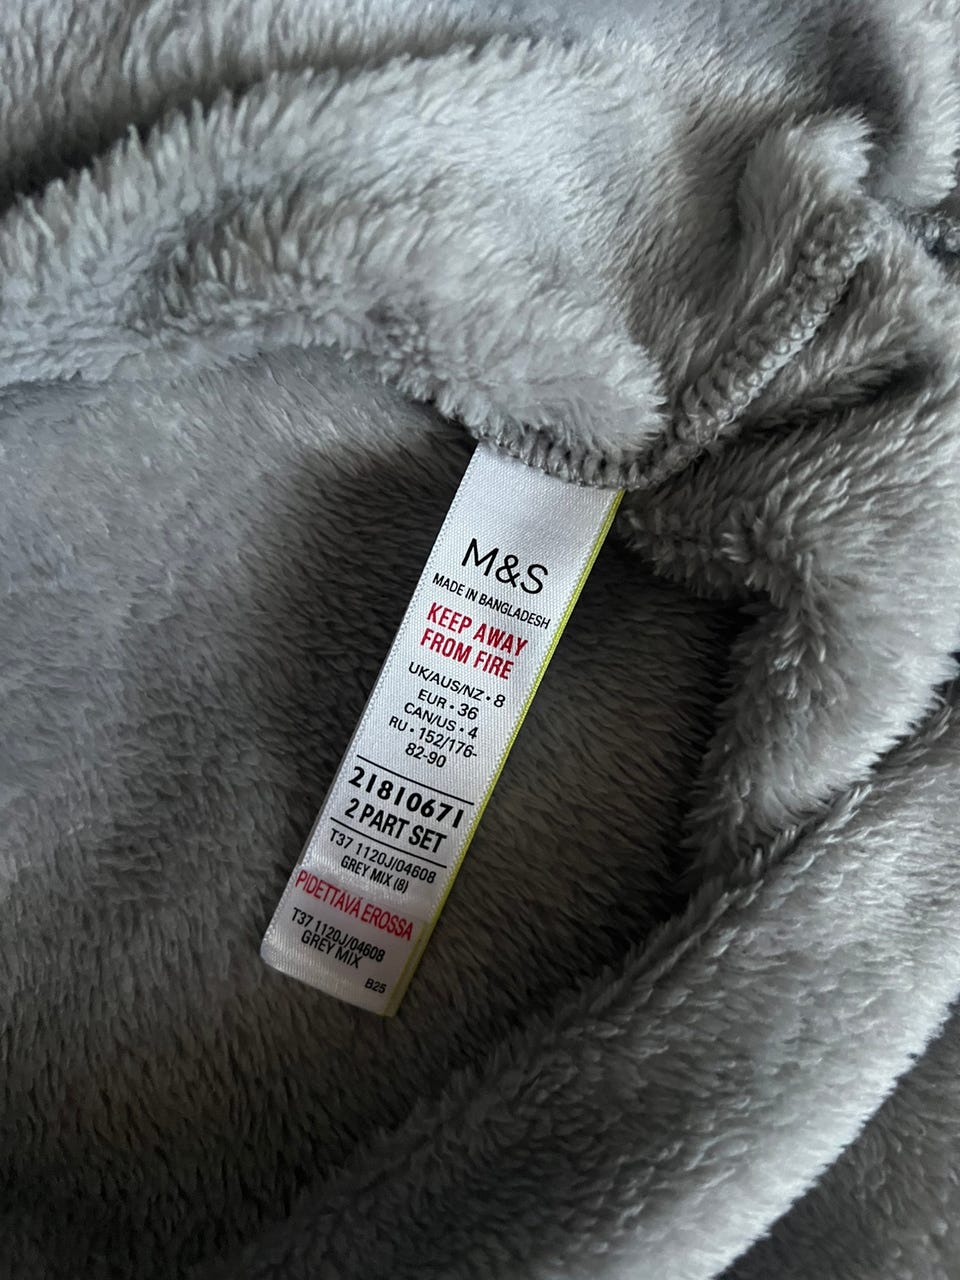 M&S
MADE IN BANGLADESH
KEEP AWAY
FROM FIRE
UK/AUS/NZ • 8
EUR • 36
CAN/US • 4
RU • 152/176-
82-90
21810671
2 PART SET
T37 1120J/04608
GREY MIX (8)
PIDETTÄVÄ EROSSA
T37 1120J/04608
GREY MIX
B25